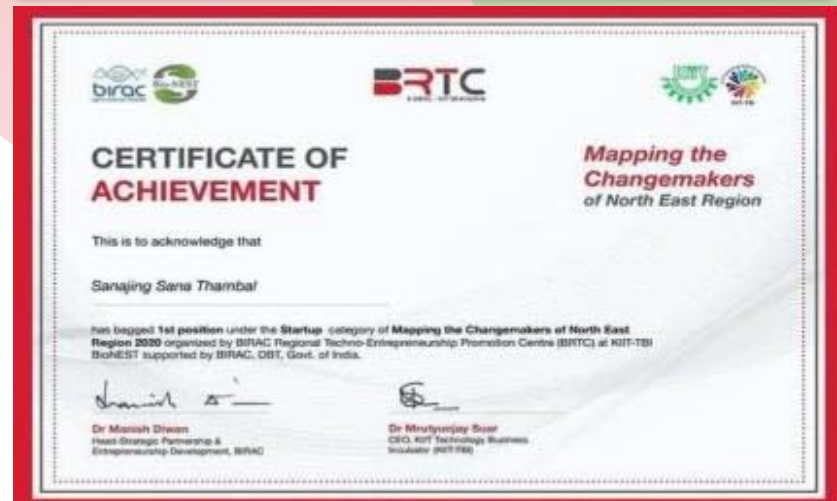 birac Bio-NEST
BRTC
KIIT-TBI
CERTIFICATE OF
ACHIEVEMENT
Mapping the
Changemakers
of North East Region
This is to acknowledge that
Sanajing Sana Thambal
has bagged 1st position under the Startup category of Mapping the Changemakers of North East
Region 2020 organized by BIRAC Regional Techno-Entrepreneurship Promotion Centre (BRTC) at KIIT-TBI
BioNEST supported by BIRAC, DBT, Govt. of India.
Dr Manish Diwan
Head-Strategic Partnership &
Entrepreneurship Development, BIRAC
Dr Mrutyunjay Suar
CEO, KIIT Technology Business
Incubator (KIIT-TBI)